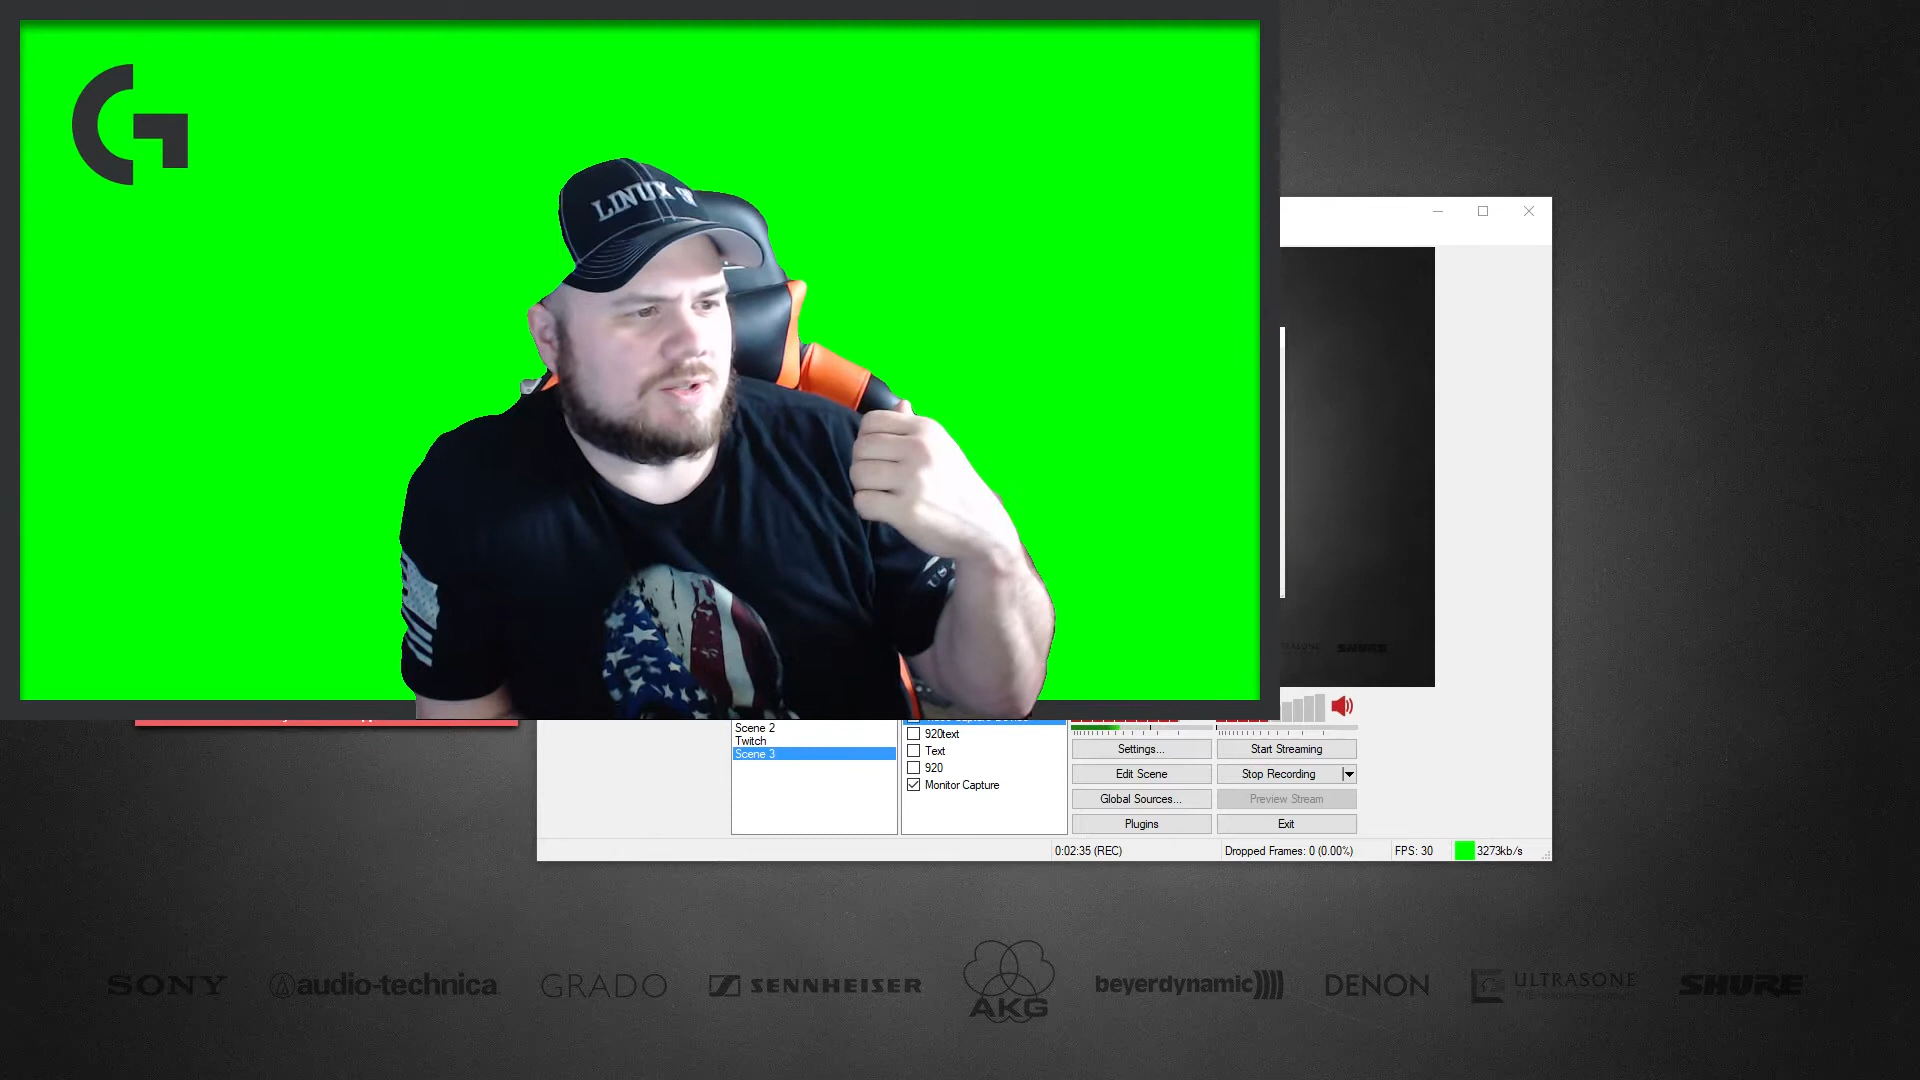 G
LINUX
US
Scene 2
Twitch
Scene 3
920text
Text
920
Monitor Capture
Settings...
Start Streaming
Edit Scene
Stop Recording
Global Sources...
Preview Stream
Plugins
Exit
0:02:35 (REC)
Dropped Frames: 0 (0.00%)
FPS: 30
3273kb/s
SONY
audio-technica
GRADO
SENNHEISER
AKG
beyerdynamic
DENON
ULTRASONE
SHURE
SHURE